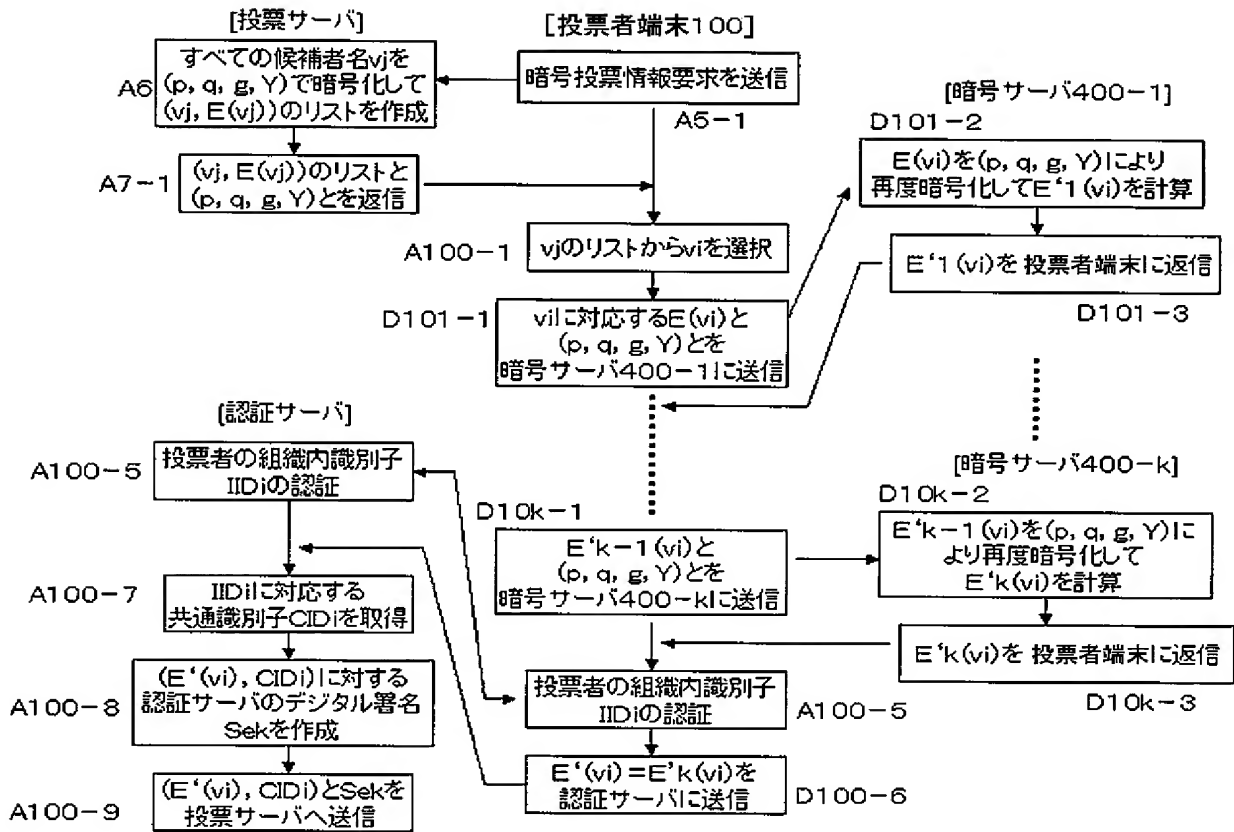 [投票サーバ]
すべての候補者名vjを
(p, q, g, Y)で暗号化して
(vj, E(vj))のリストを作成
A6
(vj, E(vj))のリストと
(p, q, g, Y)とを返信
A7-1
[投票者端末100]
暗号投票情報要求を送信
A5-1
A100-1
vjのリストからviを選択
D101-1
viに対応するE(vi)と
(p, q, g, Y)とを
暗号サーバ400-1に送信
[暗号サーバ400-1]
D101-2
E(vi)を(p, q, g, Y)により
再度暗号化してE‘1(vi)を計算
E‘1(vi)を投票者端末に返信
D101-3
[暗号サーバ400-k]
D10k-2
E‘k-1(vi)を(p, q, g, Y)に
より再度暗号化して
E‘k(vi)を計算
E‘k(vi)を投票者端末に返信
D10k-3
D10k-1
E‘k-1(vi)と
(p, q, g, Y)とを
暗号サーバ400-kに送信
投票者の組織内識別子
IIDiの認証
A100-5
E‘(vi)=E’k(vi)を
認証サーバに送信
D100-6
[認証サーバ]
A100-5
投票者の組織内識別子
IIDiの認証
A100-7
IIDiに対応する
共通識別子CIDiを取得
A100-8
(E‘(vi), CIDi)に対する
認証サーバのデジタル署名
Sekを作成
A100-9
(E‘(vi), CIDi)とSekを
投票サーバへ送信